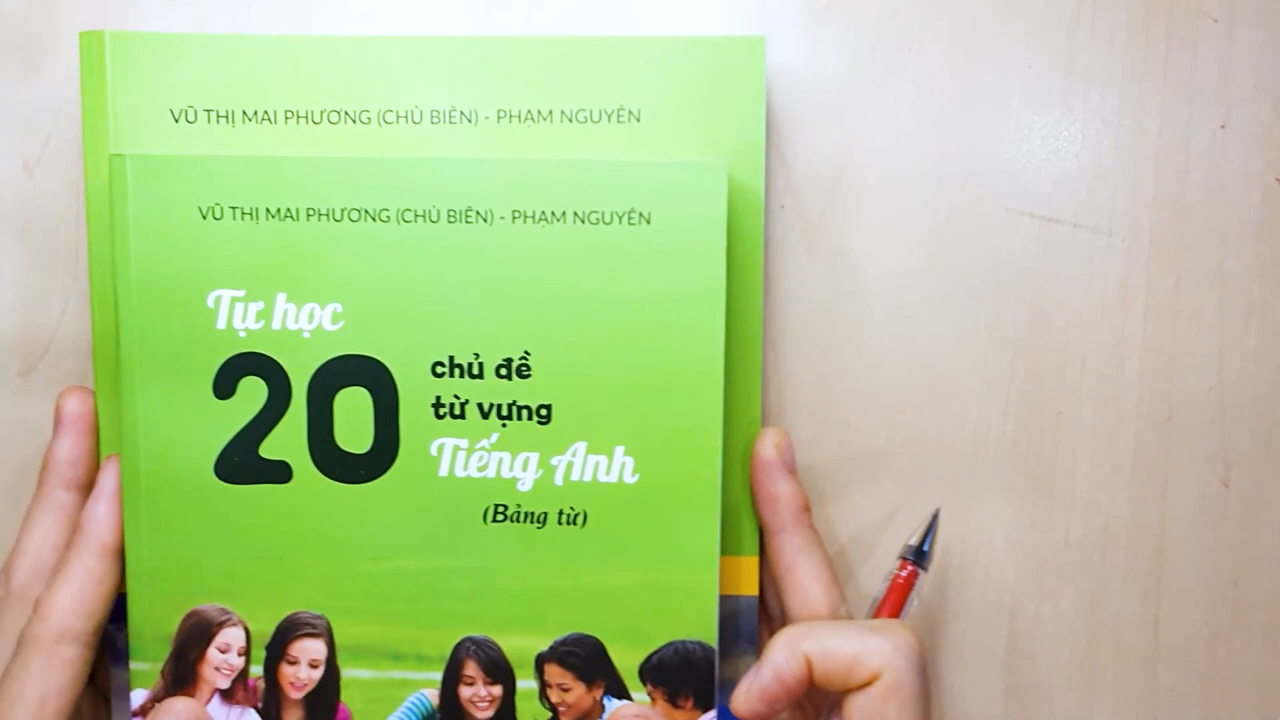 VŨ THỊ MAI PHƯƠNG (CHỦ BIÊN) - PHẠM NGUYÊN
VŨ THỊ MAI PHƯƠNG (CHỦ BIÊN) - PHẠM NGUYÊN
Tự học
20
chủ đề
từ vựng
Tiếng Anh
(Bảng từ)